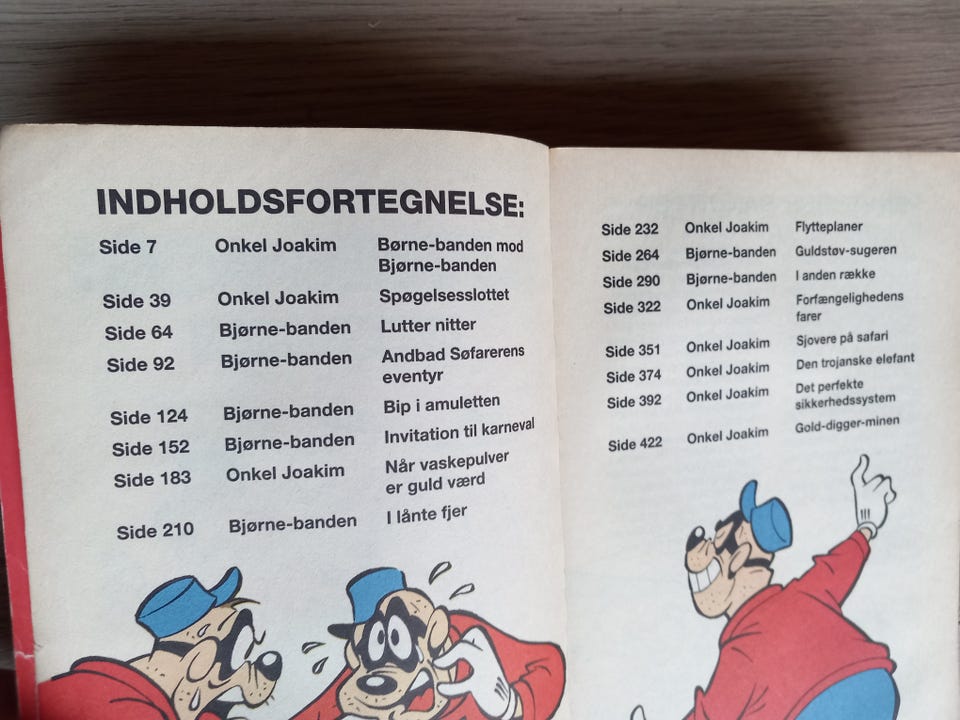 INDHOLDSFORTEGNELSE:
Side 7 Onkel Joakim Børne-banden mod
Bjørne-banden
Side 39 Onkel Joakim Spøgelsesslottet
Side 64 Bjørne-banden Lutter nitter
Side 92 Bjørne-banden Andbad Søfarerens
eventyr
Side 124 Bjørne-banden Bip i amuletten
Side 152 Bjørne-banden Invitation til karneval
Side 183 Onkel Joakim Når vaskepulver
er guld værd
Side 210 Bjørne-banden I lånte fjer
Side 232 Onkel Joakim Flytteplaner
Side 264 Bjørne-banden Guldstøv-sugeren
Side 290 Bjørne-banden I anden række
Side 322 Onkel Joakim Forfængelighedens
farer
Side 351 Onkel Joakim Sjovere på safari
Side 374 Onkel Joakim Den trojanske elefant
Side 392 Onkel Joakim Det perfekte
sikkerhedssystem
Side 422 Onkel Joakim Gold-digger-minen